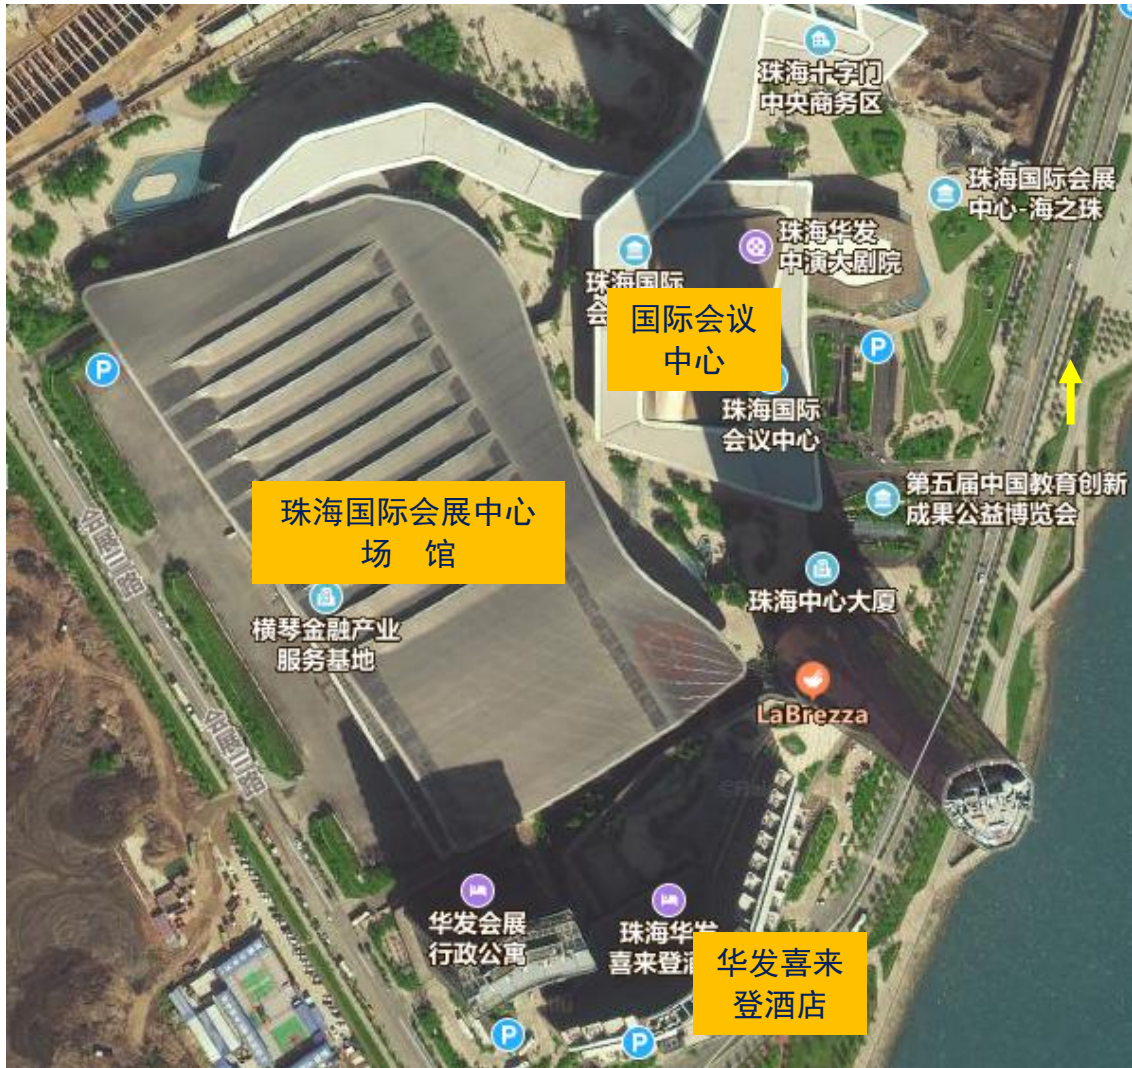 珠海十字门
中央商务区
珠海国际会展
中心-海之珠
珠海华发
中演大剧院
珠海国际
会
国际会议
中心
P
P
珠海国际
会议中心
第五届中国教育创新
成果公益博览会
珠海国际会展中心
场 馆
会展二路
珠海中心大厦
横琴金融产业
服务基地
LaBrezza
会展二路
华发会展
行政公寓
珠海华发
喜来登酒
华发喜来
登酒店
P
P